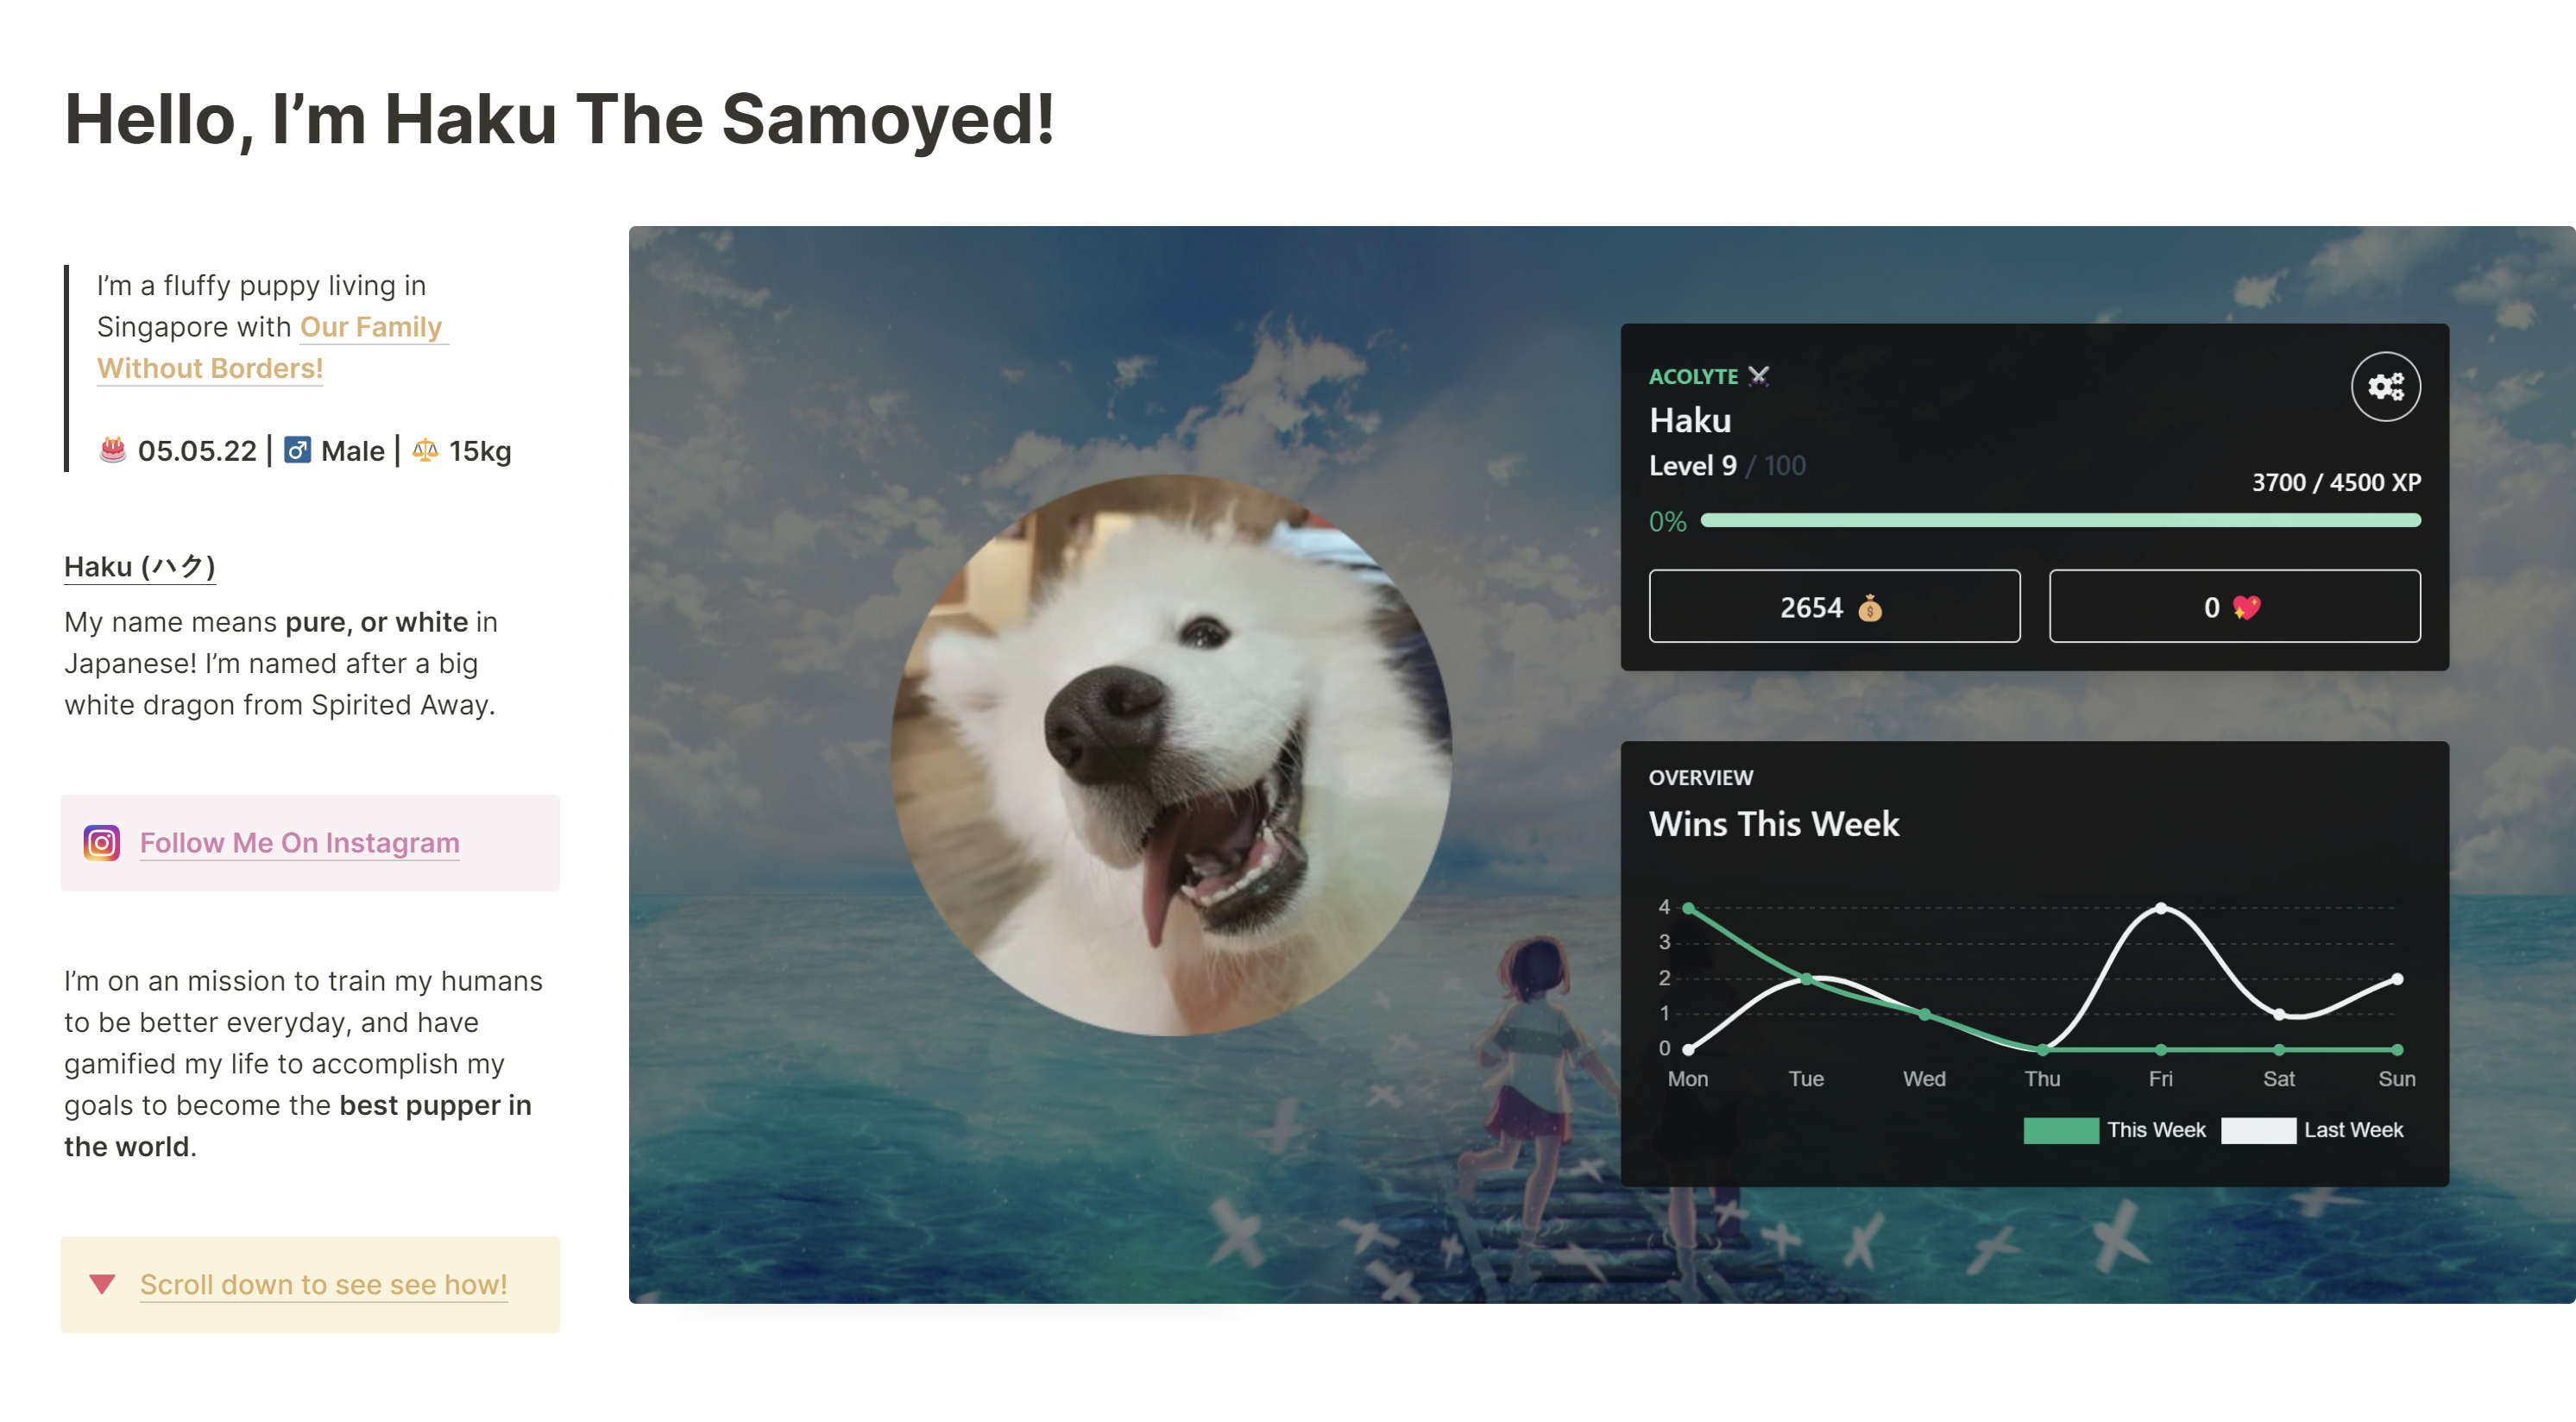 Hello, I’m Haku The Samoyed!
I’m a fluffy puppy living in
Singapore with Our Family
Without Borders!
🎂 05.05.22 | ♂️ Male | ⚖️ 15kg
Haku (ハク)
My name means pure, or white in
Japanese! I’m named after a big
white dragon from Spirited Away.
Follow Me On Instagram
I’m on an mission to train my humans
to be better everyday, and have
gamified my life to accomplish my
goals to become the best pupper in
the world.
🔻 Scroll down to see see how!
ACOLYTE ⚔️
Haku
Level 9 / 100
3700 / 4500 XP
0%
2654 💰
0 💖
OVERVIEW
Wins This Week
4
3
2
1
0
Mon Tue Wed Thu Fri Sat Sun
This Week Last Week